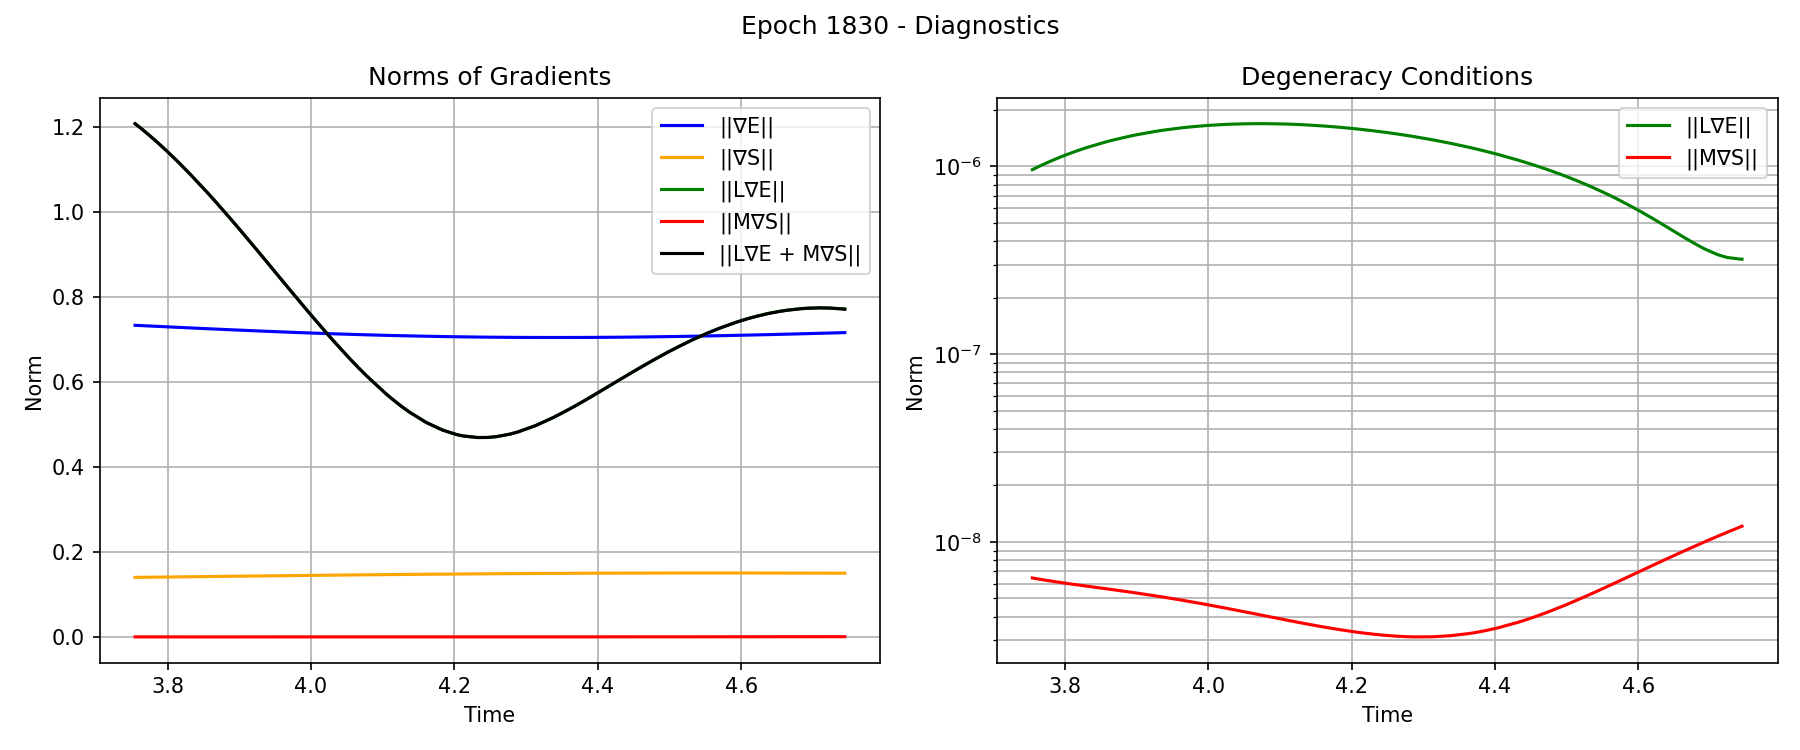 Epoch 1830 - Diagnostics
Norms of Gradients
Norm
1.2
1.0
0.8
0.6
0.4
0.2
0.0
||∇E||
||∇S||
||L∇E||
||M∇S||
||L∇E + M∇S||
3.8
4.0
4.2
4.4
4.6
Time
Degeneracy Conditions
Norm
10⁻⁶
10⁻⁷
10⁻⁸
||L∇E||
||M∇S||
3.8
4.0
4.2
4.4
4.6
Time